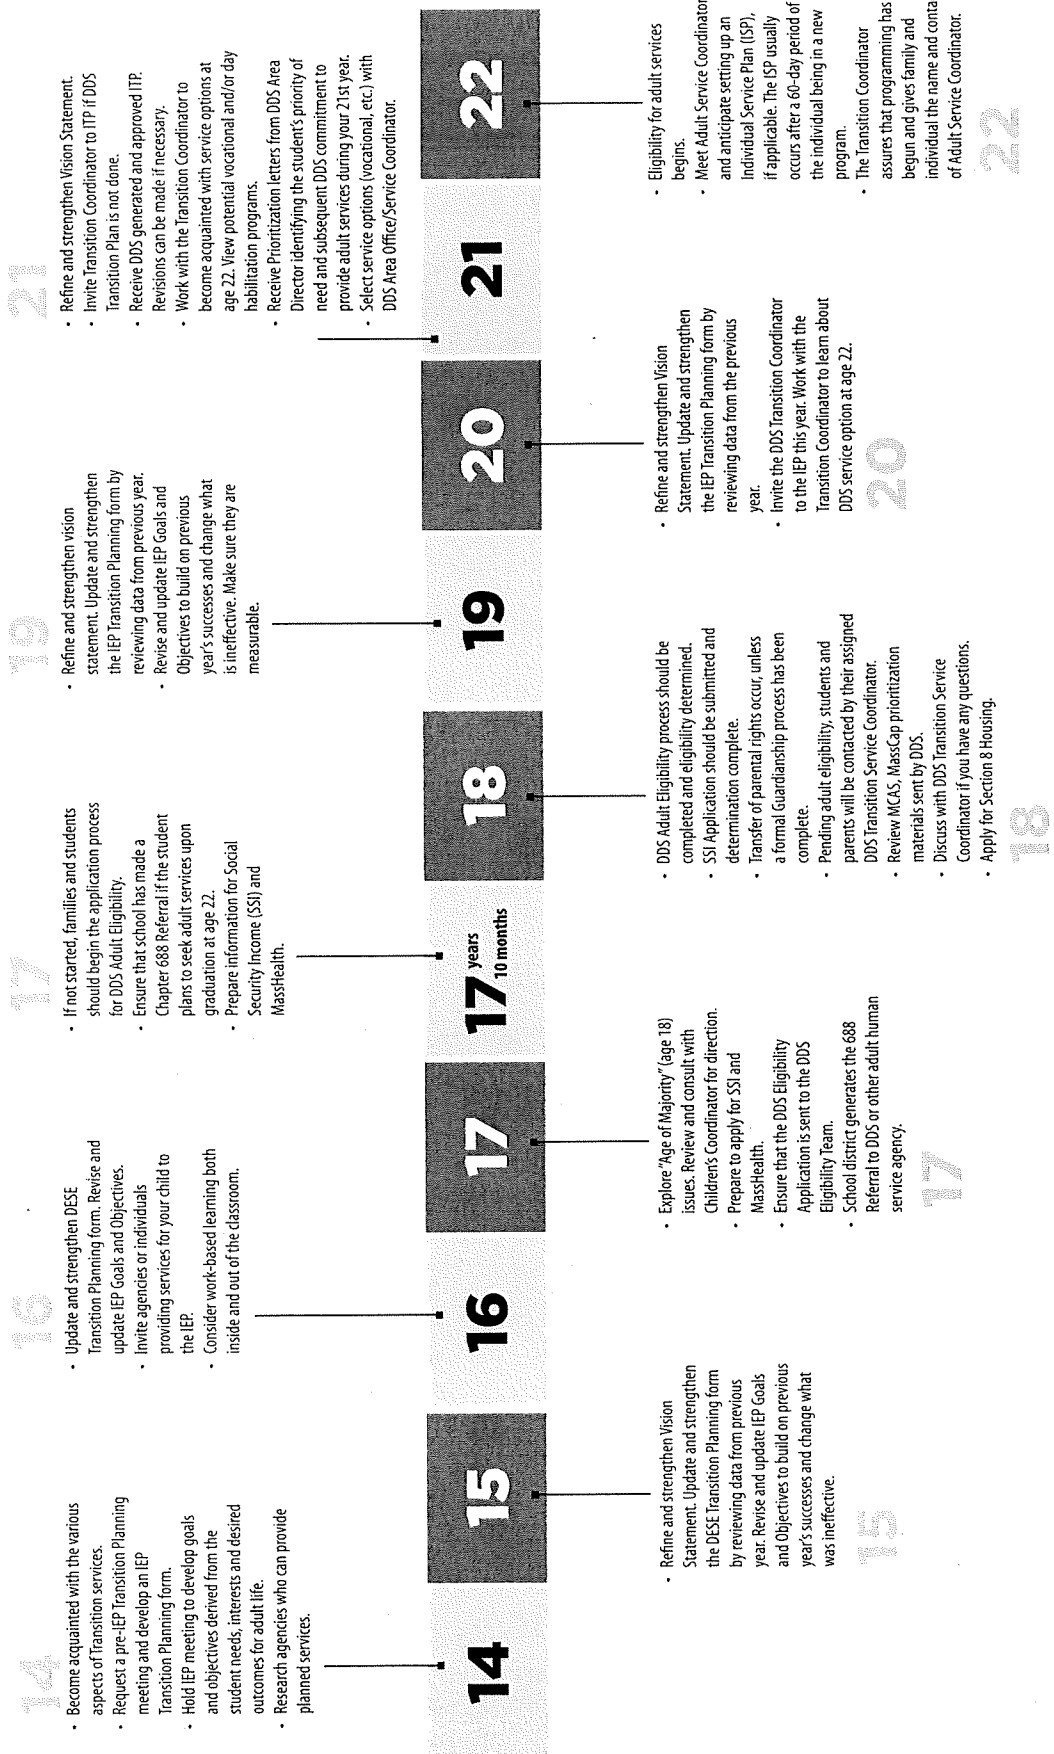 14
• Become acquainted with the various
aspects of Transition services.
• Request a pre-IEP Transition Planning
meeting and develop an IEP
Transition Planning form.
• Hold IEP meeting to develop goals
and objectives derived from the
student needs, interests and desired
outcomes for adult life.
• Research agencies who can provide
planned services.
16
• Update and strengthen DESE
Transition Planning form. Revise and
update IEP Goals and Objectives.
• Invite agencies or individuals
providing services for your child to
the IEP.
• Consider work-based learning both
inside and out of the classroom.
17
• If not started, families and students
should begin the application process
for DDS Adult Eligibility.
• Ensure that school has made a
Chapter 688 Referral if the student
plans to seek adult services upon
graduation at age 22.
• Prepare information for Social
Security Income (SSI) and
MassHealth.
19
• Refine and strengthen vision
statement. Update and strengthen
the IEP Transition Planning form by
reviewing data from previous year.
• Revise and update IEP Goals and
Objectives to build on previous
year's successes and change what
is ineffective. Make sure they are
measurable.
21
• Refine and strengthen Vision Statement.
• Invite Transition Coordinator to ITP if DDS
Transition Plan is not done.
• Receive DDS generated and approved ITP.
Revisions can be made if necessary.
• Work with the Transition Coordinator to
become acquainted with service options at
age 22. View potential vocational and/or day
habilitation programs.
• Receive Prioritization letters from DDS Area
Director identifying the student's priority of
need and subsequent DDS commitment to
provide adult services during your 21st year.
• Select service options (vocational, etc.) with
DDS Area Office/Service Coordinator.
14
15
16
17
17 years
10 months
18
19
20
21
22
• Refine and strengthen Vision
Statement. Update and strengthen
the DESE Transition Planning form
by reviewing data from previous
year. Revise and update IEP Goals
and Objectives to build on previous
year's successes and change what
was ineffective.
15
• Explore "Age of Majority" (age 18)
issues. Review and consult with
Children's Coordinator for direction.
• Prepare to apply for SSI and
MassHealth.
• Ensure that the DDS Eligibility
Application is sent to the DDS
Eligibility Team.
• School district generates the 688
Referral to DDS or other adult human
service agency.
17
• DDS Adult Eligibility process should be
completed and eligibility determined.
• SSI Application should be submitted and
determination complete.
• Transfer of parental rights occur, unless
a formal Guardianship process has been
complete.
• Pending adult eligibility, students and
parents will be contacted by their assigned
DDS Transition Service Coordinator.
• Review MCAS, MassCap prioritization
materials sent by DDS.
• Discuss with DDS Transition Service
Coordinator if you have any questions.
• Apply for Section 8 Housing.
18
• Refine and strengthen Vision
Statement. Update and strengthen
the IEP Transition Planning form by
reviewing data from the previous
year.
• Invite the DDS Transition Coordinator
to the IEP this year. Work with the
Transition Coordinator to learn about
DDS service option at age 22.
20
• Eligibility for adult services
begins.
• Meet Adult Service Coordinator
and anticipate setting up an
Individual Service Plan (ISP),
if applicable. The ISP usually
occurs after a 60-day period of
the individual being in a new
program.
• The Transition Coordinator
assures that programming has
begun and gives family and
individual the name and conta
of Adult Service Coordinator.
22